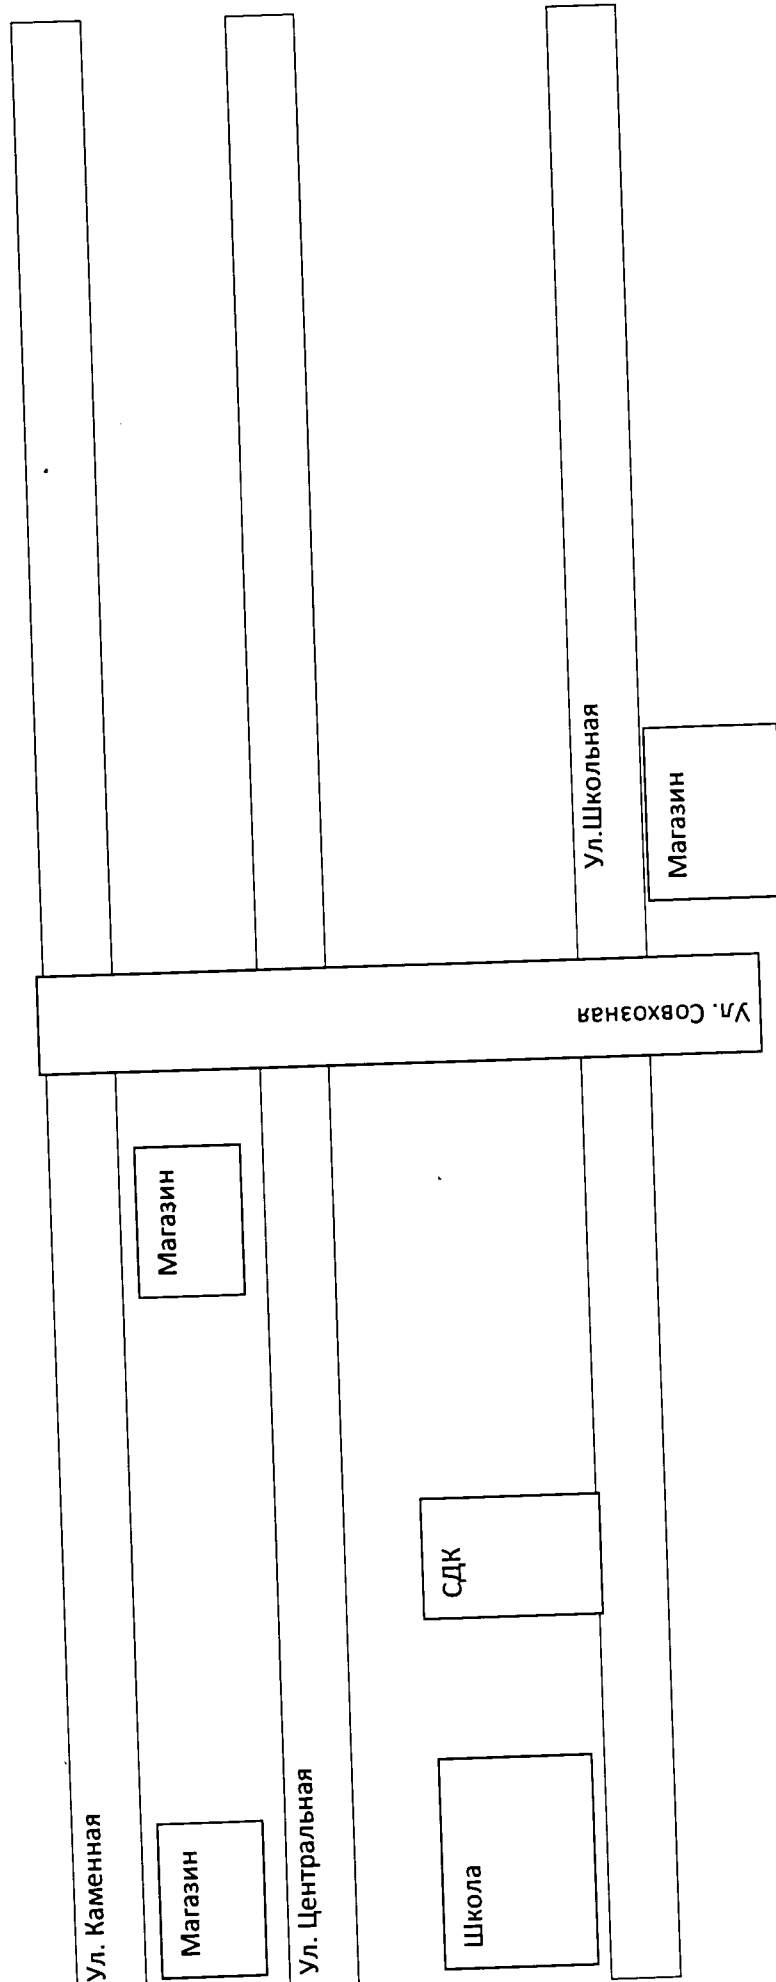 Ул. Каменная
Магазин
Магазин
Ул. Центральная
Школа
СДК
Ул.Школьная
Ул. Совхозная
Магазин